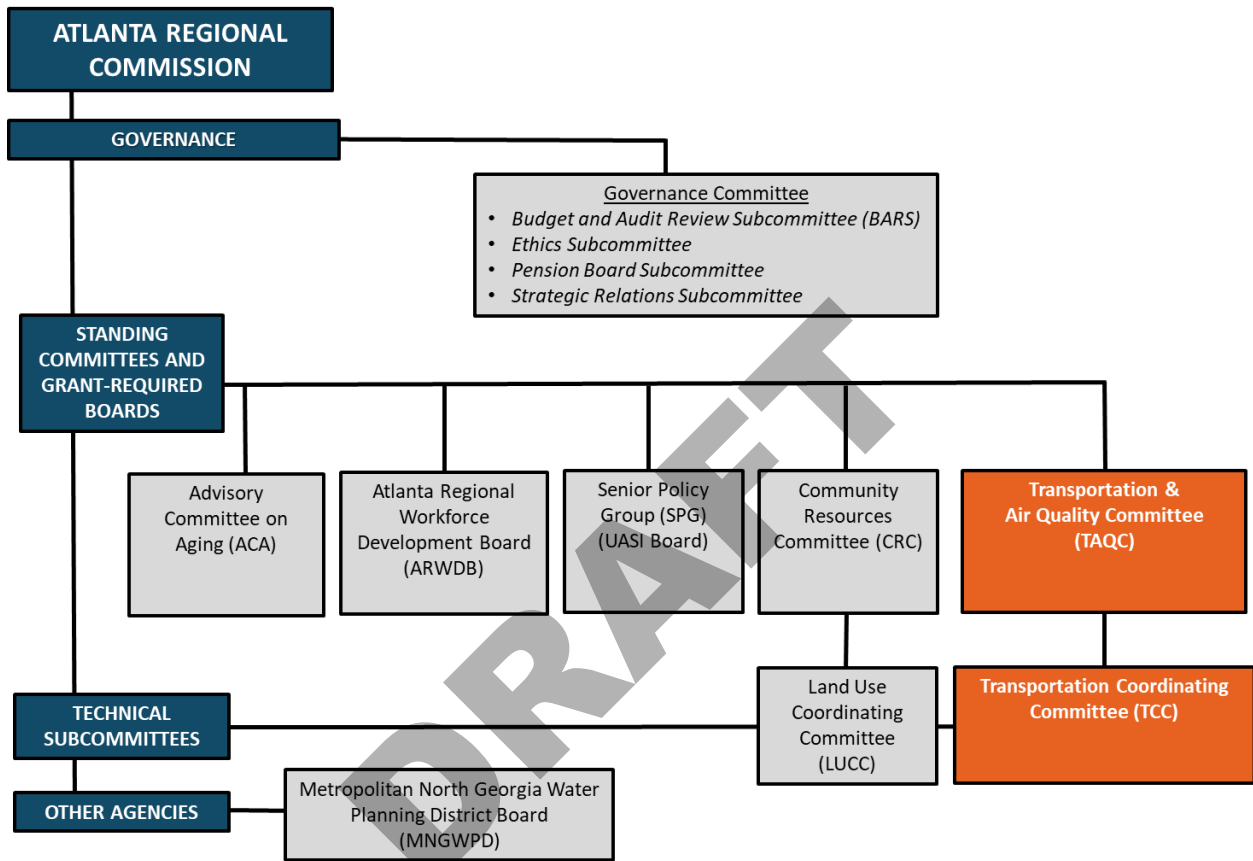 ATLANTA REGIONAL
COMMISSION
GOVERNANCE
Governance Committee
• Budget and Audit Review Subcommittee (BARS)
• Ethics Subcommittee
• Pension Board Subcommittee
• Strategic Relations Subcommittee
STANDING
COMMITTEES AND
GRANT-REQUIRED
BOARDS
Advisory
Committee on
Aging (ACA)
Atlanta Regional
Workforce
Development Board
(ARWDB)
Senior Policy
Group (SPG)
(UASI Board)
Community
Resources
Committee (CRC)
Transportation &
Air Quality Committee
(TAQC)
TECHNICAL
SUBCOMMITTEES
Land Use
Coordinating
Committee
(LUCC)
Transportation Coordinating
Committee (TCC)
OTHER AGENCIES
Metropolitan North Georgia Water
Planning District Board
(MNGWPD)
DRAFT